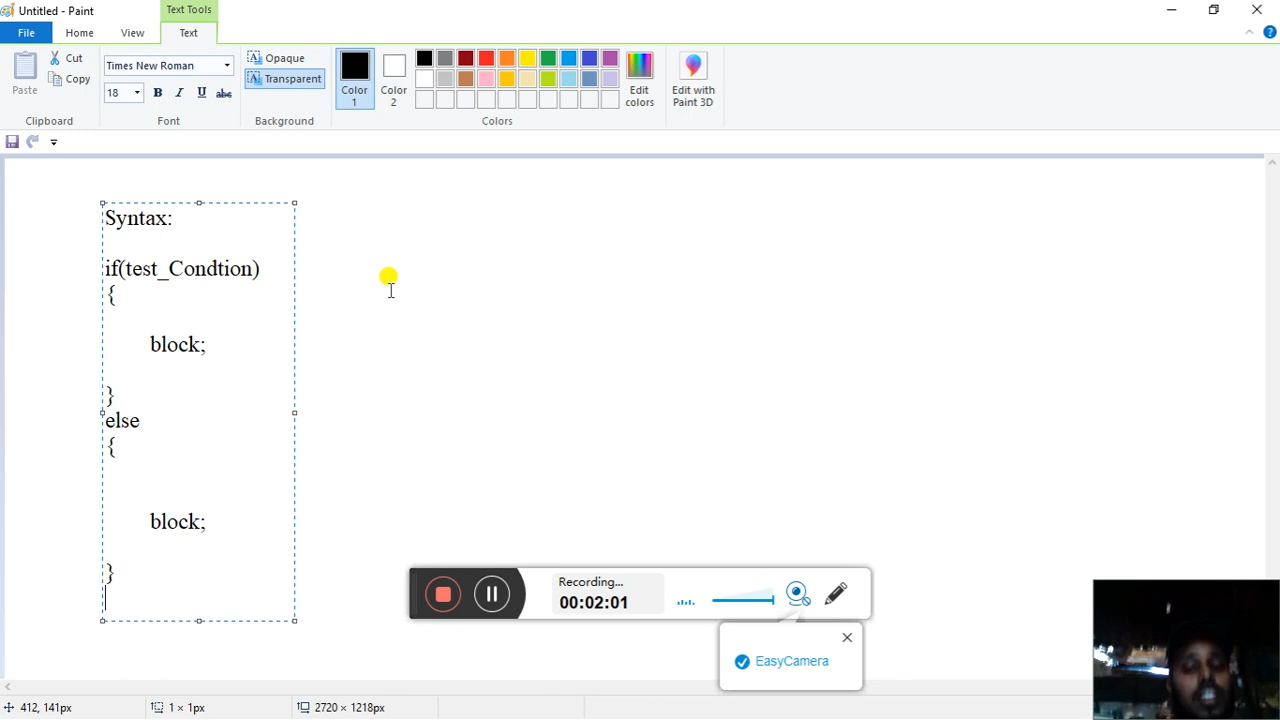 Untitled - Paint
Text Tools
File
Home
View
Text
Paste
Cut
Copy
Clipboard
Times New Roman
18
B
I
U
abc
Font
Opaque
Transparent
Background
Color
1
Color
2
Edit
colors
Colors
Edit with
Paint 3D
Syntax:
if(test_Condtion)
{
block;
}
else
{
block;
}
Recording...
00:02:01
EasyCamera
412, 141px
1 × 1px
2720 × 1218px